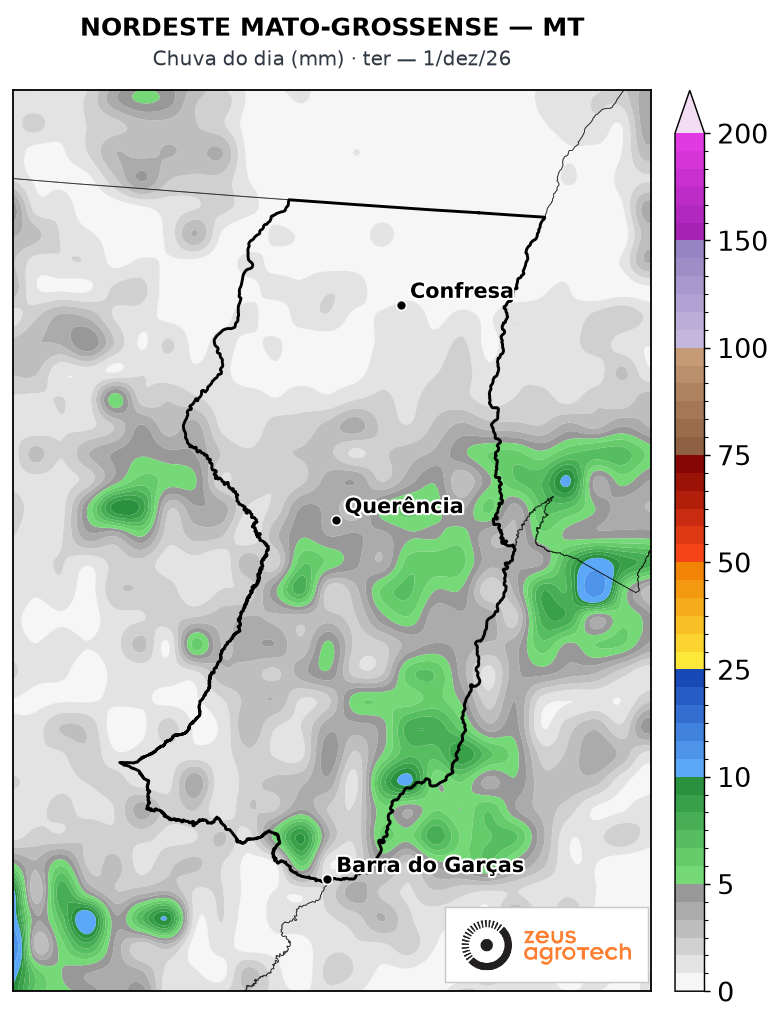 NORDESTE MATO-GROSSENSE — MT
Chuva do dia (mm) · ter — 1/dez/26
200
150
100
75
50
25
10
5
0
Confresa
Querência
Barra do Garças
zeus
agrotech